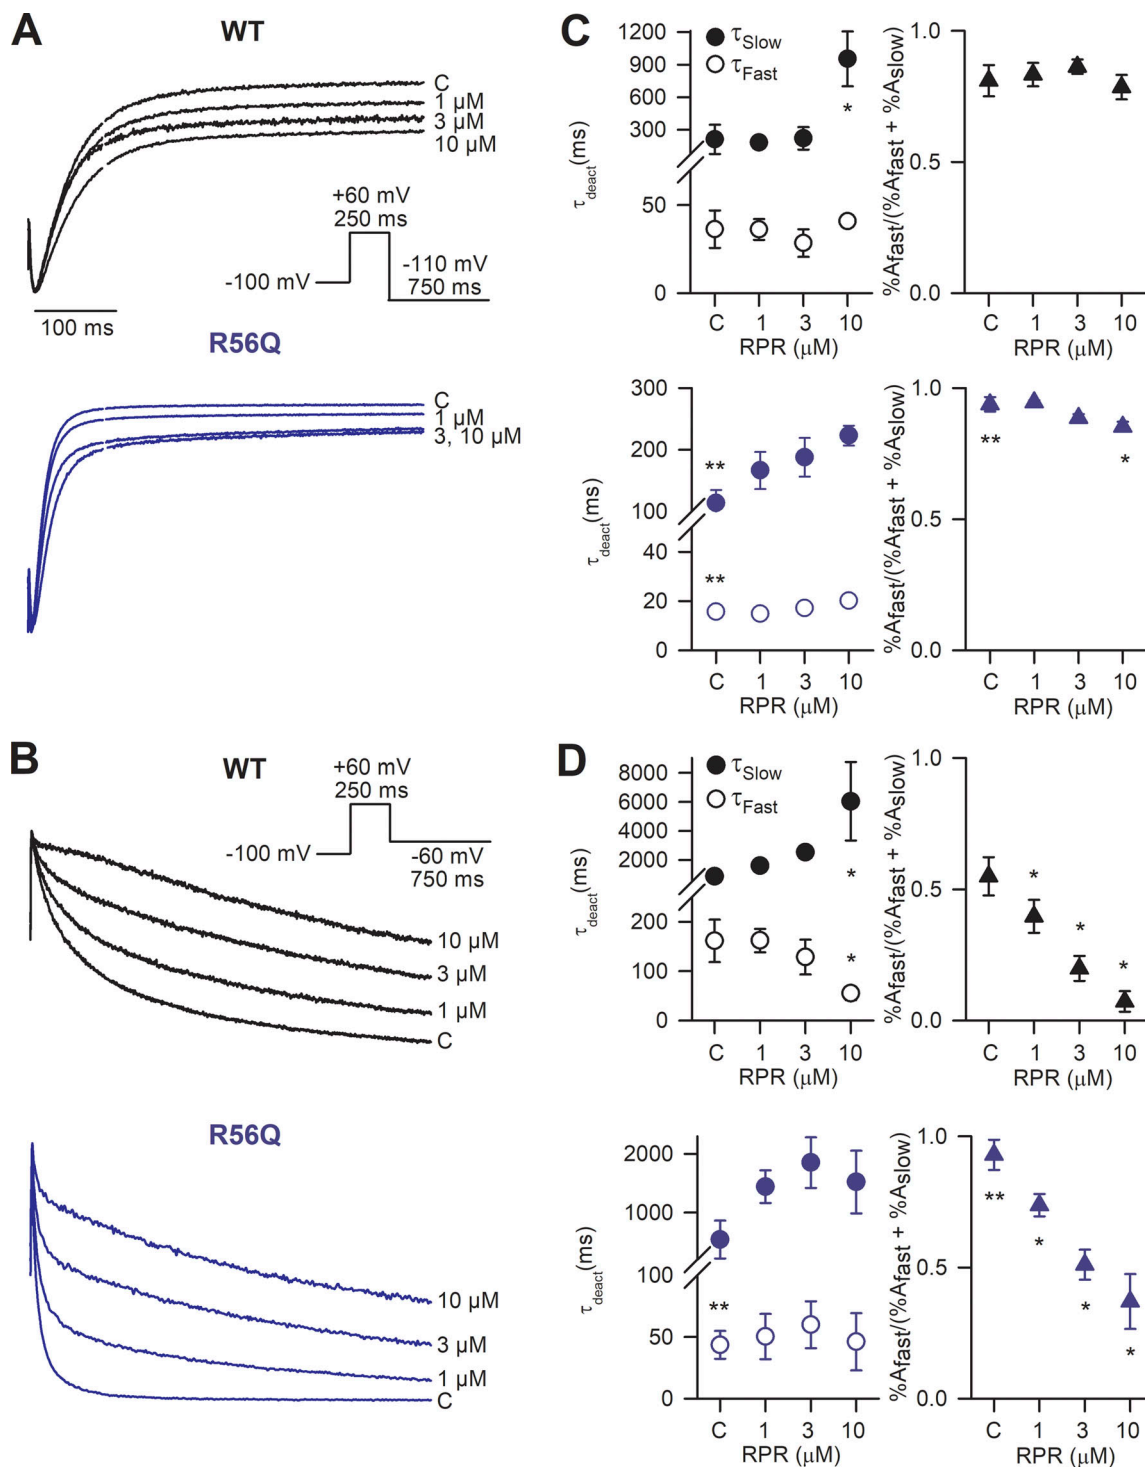 A
WT
C
1 µM
3 µM
10 µM
+60 mV
250 ms
-100 mV
-110 mV
750 ms
100 ms
R56Q
C
1 µM
3, 10 µM
B
WT
+60 mV
250 ms
-100 mV
-60 mV
750 ms
10 µM
3 µM
1 µM
C
R56Q
10 µM
3 µM
1 µM
C
C
τdeact(ms)
1200
900
600
300
50
0
τSlow
τFast
*
C 1 3 10
RPR (µM)
%Afast/(%Afast + %Aslow)
1.0
0.5
0.0
C 1 3 10
RPR (µM)
τdeact(ms)
300
200
100
40
20
0
**
**
C 1 3 10
RPR (µM)
%Afast/(%Afast + %Aslow)
1.0
0.5
0.0
**
*
C 1 3 10
RPR (µM)
D
τdeact(ms)
8000
6000
4000
2000
200
100
0
τSlow
τFast
*
*
C 1 3 10
RPR (µM)
%Afast/(%Afast + %Aslow)
1.0
0.5
0.0
*
*
*
C 1 3 10
RPR (µM)
τdeact(ms)
2000
1000
100
50
0
**
C 1 3 10
RPR (µM)
%Afast/(%Afast + %Aslow)
1.0
0.5
0.0
**
*
*
*
C 1 3 10
RPR (µM)